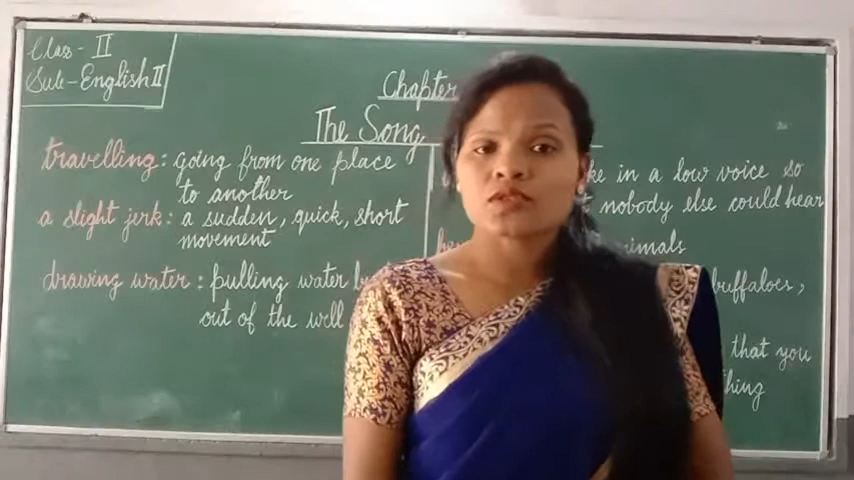 Class - II
Sub - English II
Chapter
The Song
travelling : going from one place
to another
a slight jerk : a sudden, quick, short
movement
drawing water : pulling water
out of the well
in a low voice so
nobody else could hear
animals
buffaloes,
that you